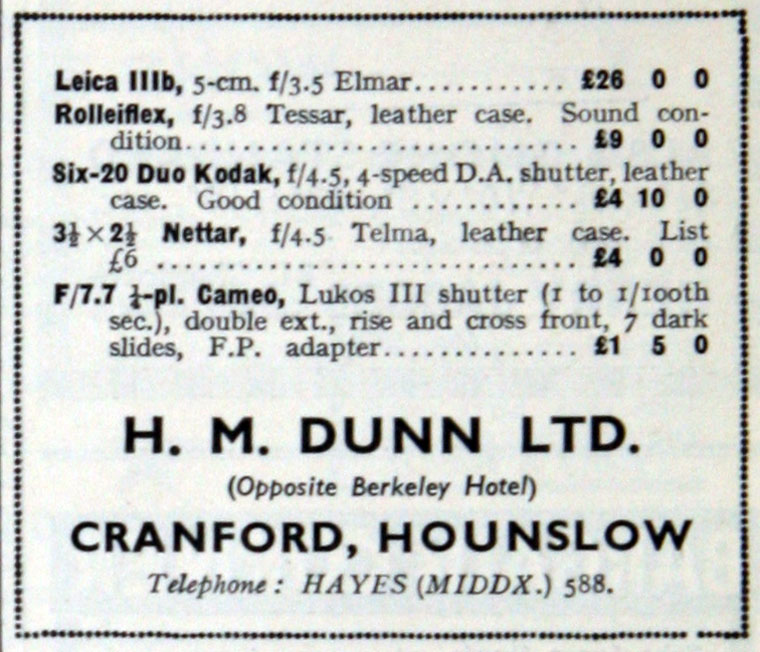 Leica IIIb, 5-cm. f/3.5 Elmar............ £26 0 0
Rolleiflex, f/3.8 Tessar, leather case. Sound con-
dition.............................. £9 0 0
Six-20 Duo Kodak, f/4.5, 4-speed D.A. shutter, leather
case. Good condition ............ £4 10 0
3½ × 2½ Nettar, f/4.5 Telma, leather case. List
£6 ................................ £4 0 0
F/7.7 ¼-pl. Cameo, Lukos III shutter (1 to 1/100th
sec.), double ext., rise and cross front, 7 dark
slides, F.P. adapter............... £1 5 0
H. M. DUNN LTD.
(Opposite Berkeley Hotel)
CRANFORD, HOUNSLOW
Telephone : HAYES (MIDDX.) 588.